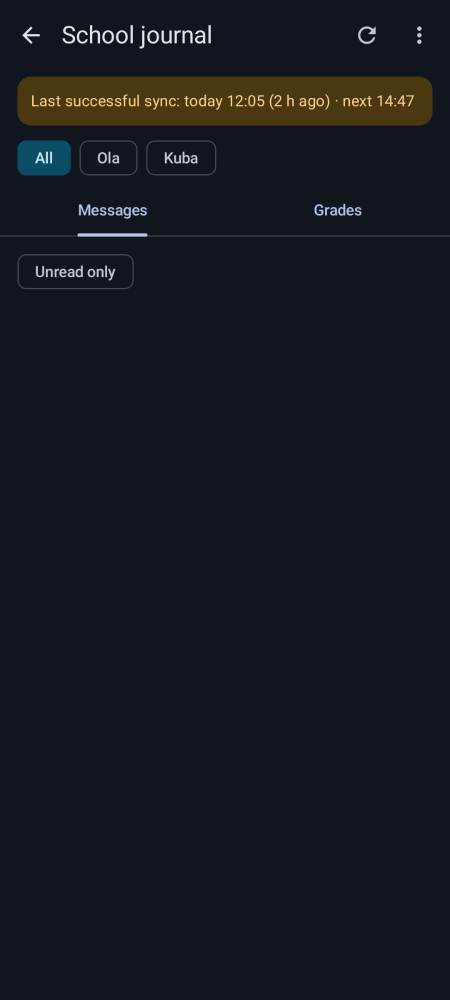 School journal
Last successful sync: today 12:05 (2 h ago) · next 14:47
All
Ola
Kuba
Messages
Grades
Unread only